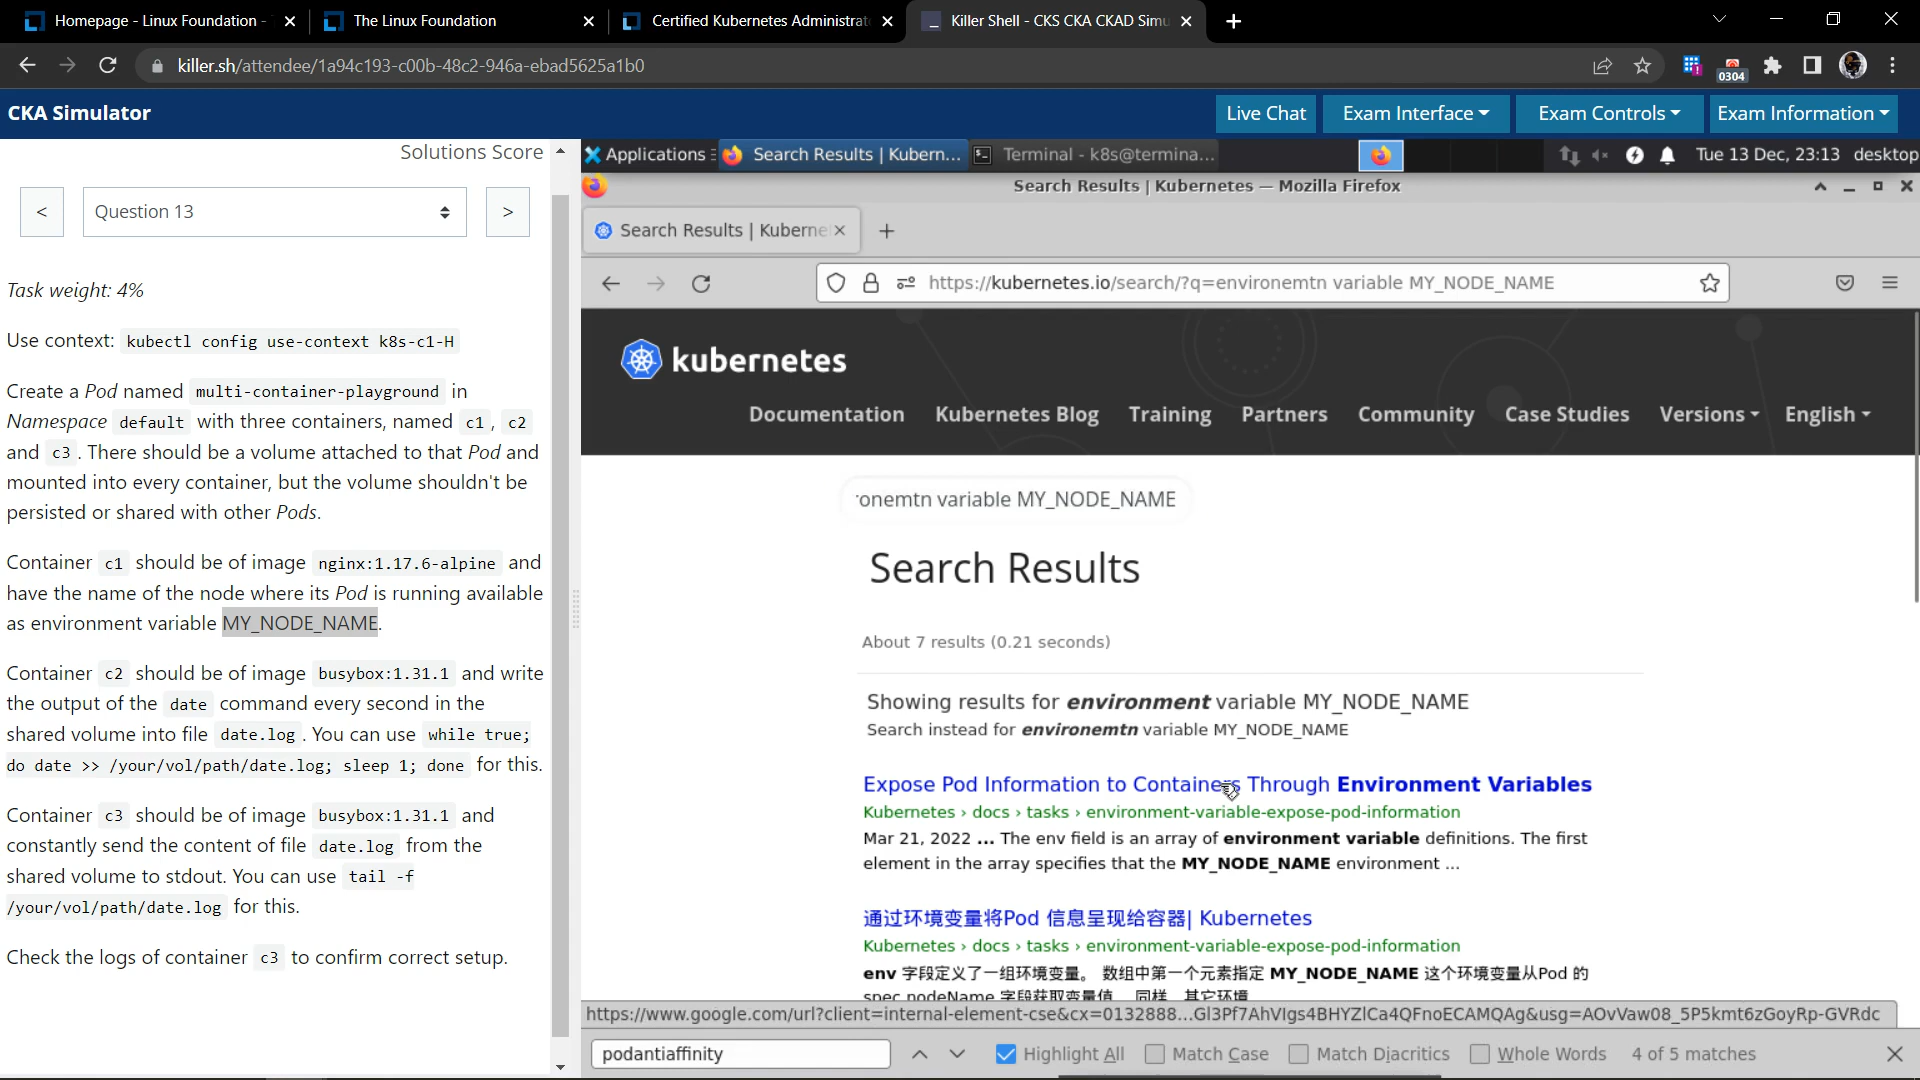 Homepage - Linux Foundation -
The Linux Foundation
Certified Kubernetes Administrat
Killer Shell - CKS CKA CKAD Simu
killer.sh/attendee/1a94c193-c00b-48c2-946a-ebad5625a1b0
0304
CKA Simulator
Live Chat
Exam Interface
Exam Controls
Exam Information
Solutions Score
<
Question 13
>
Task weight: 4%
Use context: kubectl config use-context k8s-c1-H
Create a Pod named multi-container-playground in
Namespace default with three containers, named c1, c2
and c3. There should be a volume attached to that Pod and
mounted into every container, but the volume shouldn't be
persisted or shared with other Pods.
Container c1 should be of image nginx:1.17.6-alpine and
have the name of the node where its Pod is running available
as environment variable MY_NODE_NAME.
Container c2 should be of image busybox:1.31.1 and write
the output of the date command every second in the
shared volume into file date.log. You can use while true;
do date >> /your/vol/path/date.log; sleep 1; done for this.
Container c3 should be of image busybox:1.31.1 and
constantly send the content of file date.log from the
shared volume to stdout. You can use tail -f
/your/vol/path/date.log for this.
Check the logs of container c3 to confirm correct setup.
Applications
Search Results | Kubern...
Terminal - k8s@termina...
Tue 13 Dec, 23:13 desktop
Search Results | Kubernetes — Mozilla Firefox
Search Results | Kuberne
https://kubernetes.io/search/?q=environemtn variable MY_NODE_NAME
kubernetes
Documentation
Kubernetes Blog
Training
Partners
Community
Case Studies
Versions
English
onemtn variable MY_NODE_NAME
Search Results
About 7 results (0.21 seconds)
Showing results for environment variable MY_NODE_NAME
Search instead for environemtn variable MY_NODE_NAME
Expose Pod Information to Containers Through Environment Variables
Kubernetes › docs › tasks › environment-variable-expose-pod-information
Mar 21, 2022 ... The env field is an array of environment variable definitions. The first
element in the array specifies that the MY_NODE_NAME environment ...
通过环境变量将Pod 信息呈现给容器| Kubernetes
Kubernetes › docs › tasks › environment-variable-expose-pod-information
env 字段定义了一组环境变量。 数组中第一个元素指定 MY_NODE_NAME 这个环境变量从Pod 的
spec.nodeName 字段获取变量值。 同样，其它环境
https://www.google.com/url?client=internal-element-cse&cx=0132888...Gl3Pf7AhVIgs4BHYZlCa4QFnoECAMQAg&usg=AOvVaw08_5P5kmt6zGoyRp-GVRdc
podantiaffinity
Highlight All
Match Case
Match Diacritics
Whole Words
4 of 5 matches